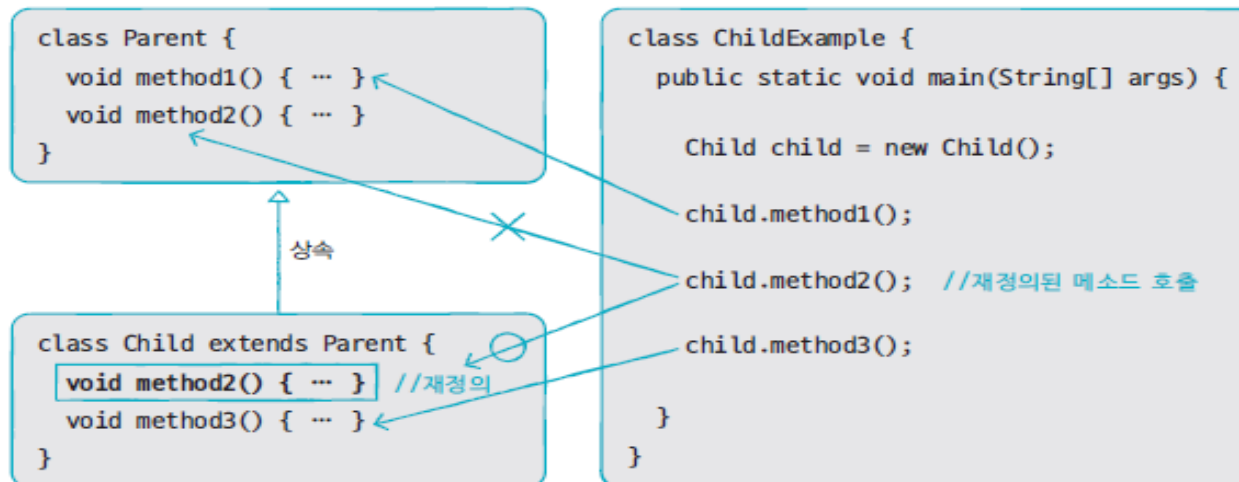 class Parent {
void method1() { … }
void method2() { … }
}
상속
class Child extends Parent {
void method2() { … } //재정의
void method3() { … }
}
class ChildExample {
public static void main(String[] args) {
Child child = new Child();
child.method1();
child.method2(); //재정의된 메소드 호출
child.method3();
}
}